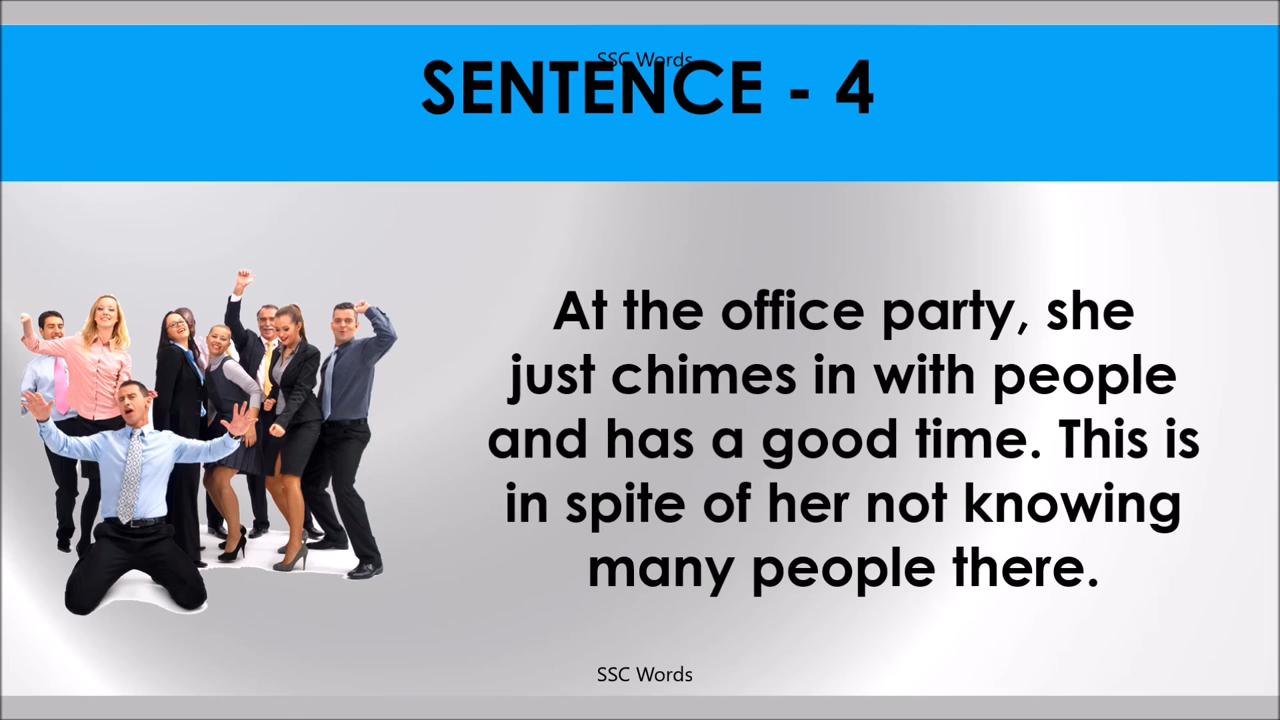 SSC Words
SENTENCE - 4
At the office party, she
just chimes in with people
and has a good time. This is
in spite of her not knowing
many people there.
SSC Words